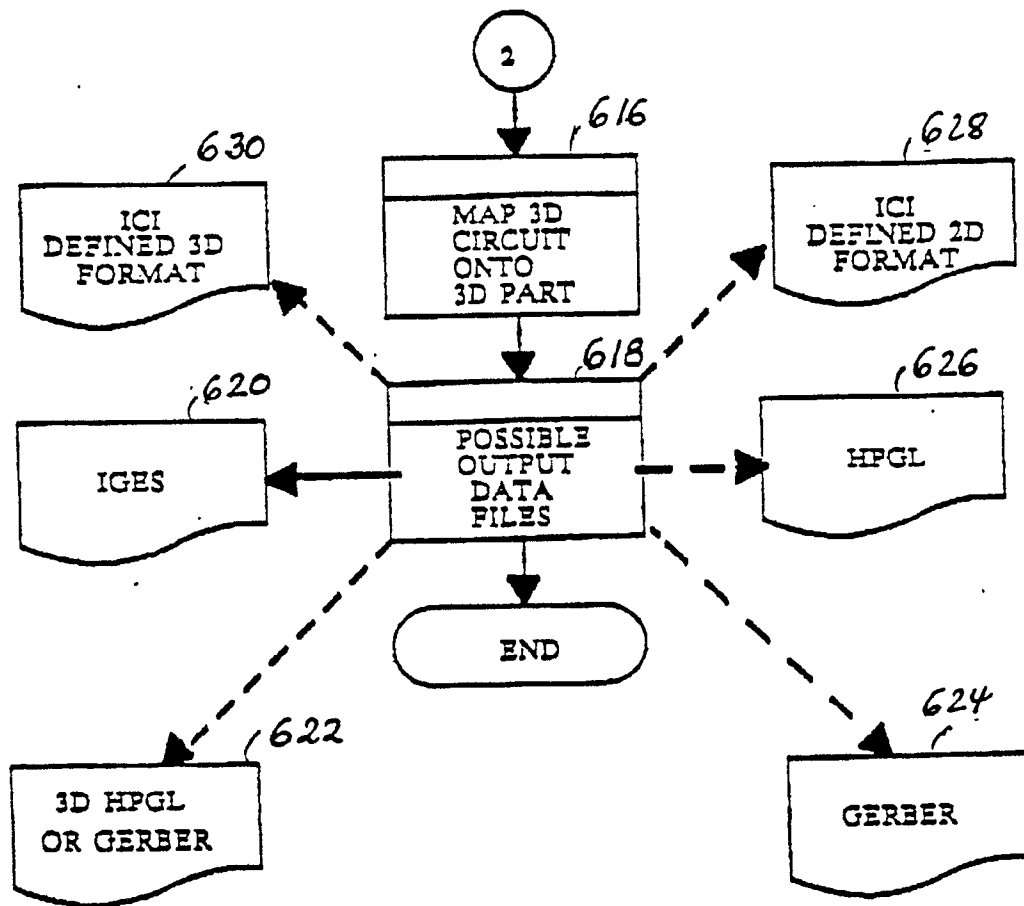 2
616
630
628
ICI
DEFINED 3D
FORMAT
MAP 3D
CIRCUIT
ONTO
3D PART
ICI
DEFINED 2D
FORMAT
618
620
626
IGES
POSSIBLE
OUTPUT
DATA
FILES
HPGL
END
622
624
3D HPGL
OR GERBER
GERBER